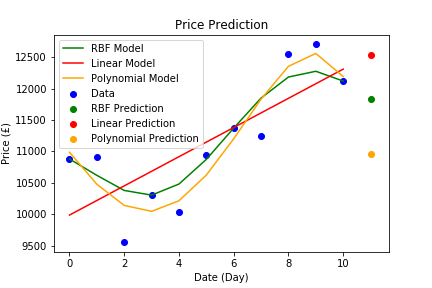 Price Prediction
RBF Model
Linear Model
Polynomial Model
Data
RBF Prediction
Linear Prediction
Polynomial Prediction
Price (£)
12500
12000
11500
11000
10500
10000
9500
0 2 4 6 8 10
Date (Day)